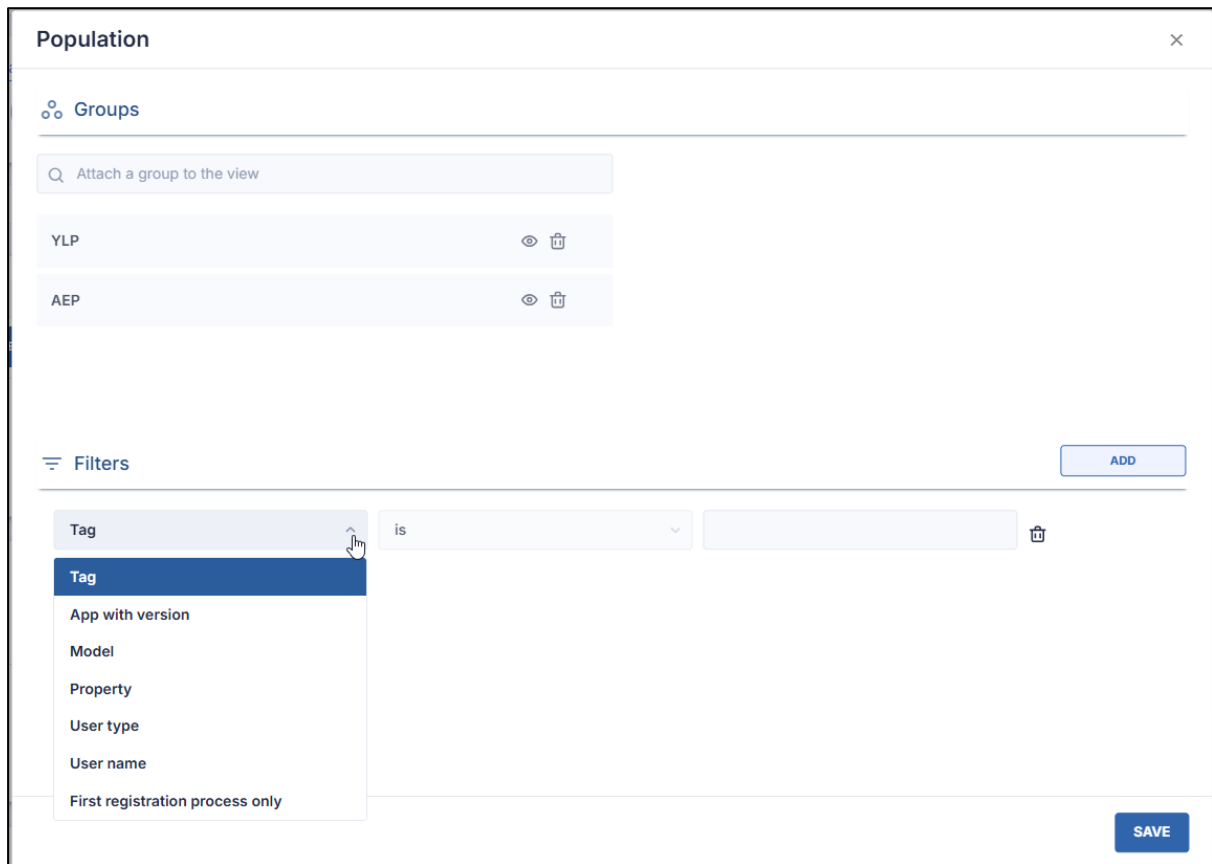 Population
Groups
Attach a group to the view
YLP
AEP
Filters
ADD
Tag
is
Tag
App with version
Model
Property
User type
User name
First registration process only
SAVE